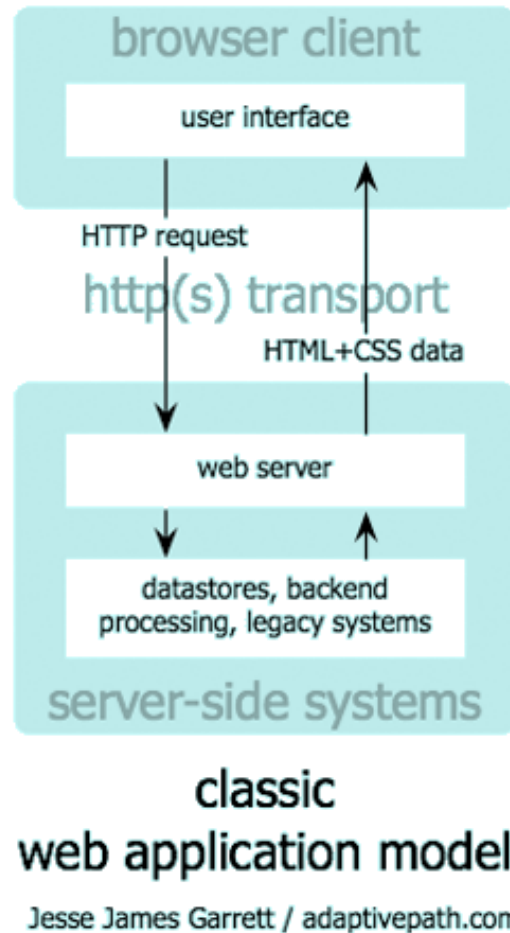 browser client
user interface
HTTP request
http(s) transport
HTML+CSS data
web server
datastores, backend
processing, legacy systems
server-side systems
classic
web application model
Jesse James Garrett / adaptivepath.com